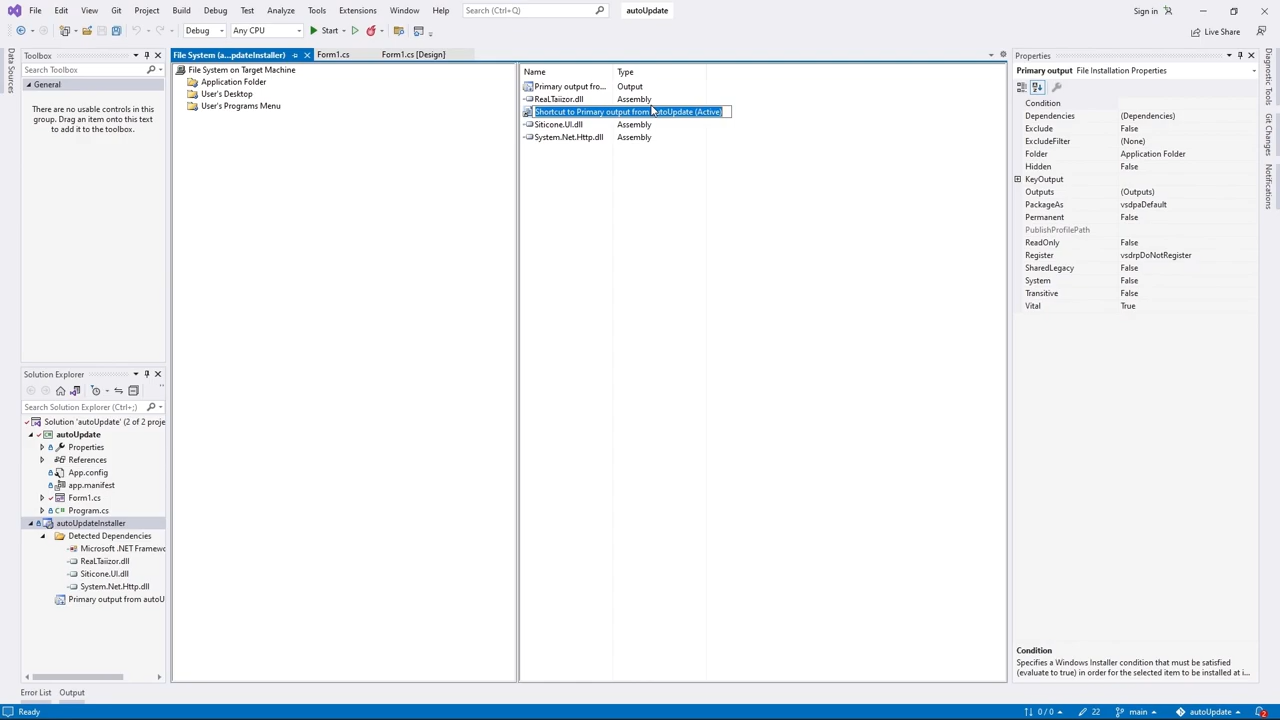 File Edit View Git Project Build Debug Test Analyze Tools Extensions Window Help Search (Ctrl+Q) autoUpdate Sign in
Debug Any CPU Start Live Share
Data Sources
Toolbox
Search Toolbox
General
There are no usable controls in this group. Drag an item onto this text to add it to the toolbox.
File System (a...pdateInstaller) Form1.cs Form1.cs [Design]
File System on Target Machine
Application Folder
User's Desktop
User's Programs Menu
Name Type
Primary output fro... Output
ReaLTaiizor.dll Assembly
Shortcut to Primary output from autoUpdate (Active)
Siticone.UI.dll Assembly
System.Net.Http.dll Assembly
Properties
Primary output File Installation Properties
Condition
Dependencies (Dependencies)
Exclude False
ExcludeFilter (None)
Folder Application Folder
Hidden False
KeyOutput
Outputs (Outputs)
PackageAs vsdpaDefault
Permanent False
PublishProfilePath
ReadOnly False
Register vsdrpDoNotRegister
SharedLegacy False
System False
Transitive False
Vital True
Condition
Specifies a Windows Installer condition that must be satisfied
(evaluate to true) in order for the selected item to be installed at i...
Diagnostic Tools
Git Changes
Notifications
Solution Explorer
Search Solution Explorer (Ctrl+;)
Solution 'autoUpdate' (2 of 2 proje
autoUpdate
Properties
References
App.config
app.manifest
Form1.cs
Program.cs
autoUpdateInstaller
Detected Dependencies
Microsoft .NET Framewo
ReaLTaiizor.dll
Siticone.UI.dll
System.Net.Http.dll
Primary output from autoU
Error List Output
Ready 0 / 0 22 main autoUpdate 2